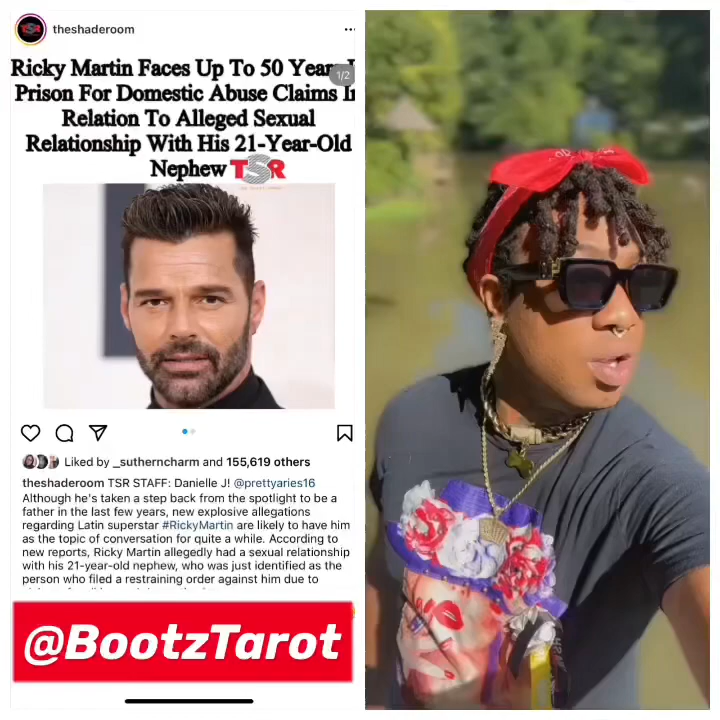 theshaderoom
Ricky Martin Faces Up To 50 Years
1/2
Prison For Domestic Abuse Claims In
Relation To Alleged Sexual
Relationship With His 21-Year-Old
Nephew TSR
Liked by _sutherncharm and 155,619 others
theshaderoom TSR STAFF: Danielle J! @prettyaries16
Although he's taken a step back from the spotlight to be a
father in the last few years, new explosive allegations
regarding Latin superstar #RickyMartin are likely to have him
as the topic of conversation for quite a while. According to
new reports, Ricky Martin allegedly had a sexual relationship
with his 21-year-old nephew, who was just identified as the
person who filed a restraining order against him due to
@BootzTarot